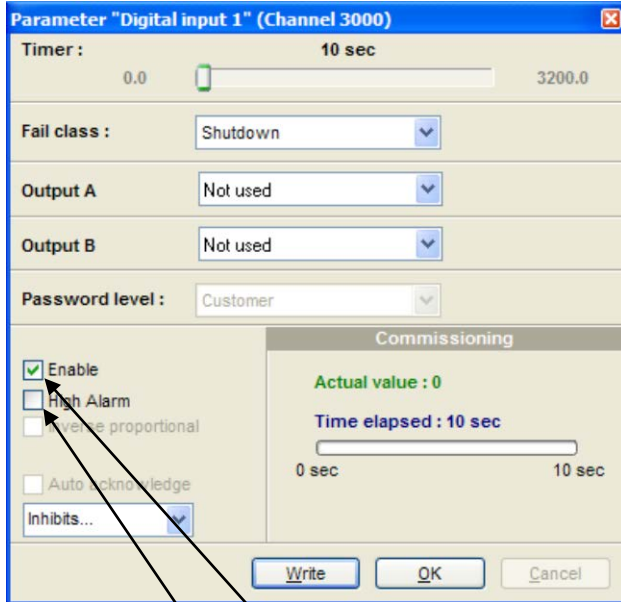 Parameter "Digital input 1" (Channel 3000)
Timer : 10 sec
0.0 3200.0
Fail class : Shutdown
Output A Not used
Output B Not used
Password level : Customer
Commissioning
Enable
High Alarm
Inverse proportional
Auto acknowledge
Inhibits...
Actual value : 0
Time elapsed : 10 sec
0 sec 10 sec
Write OK Cancel